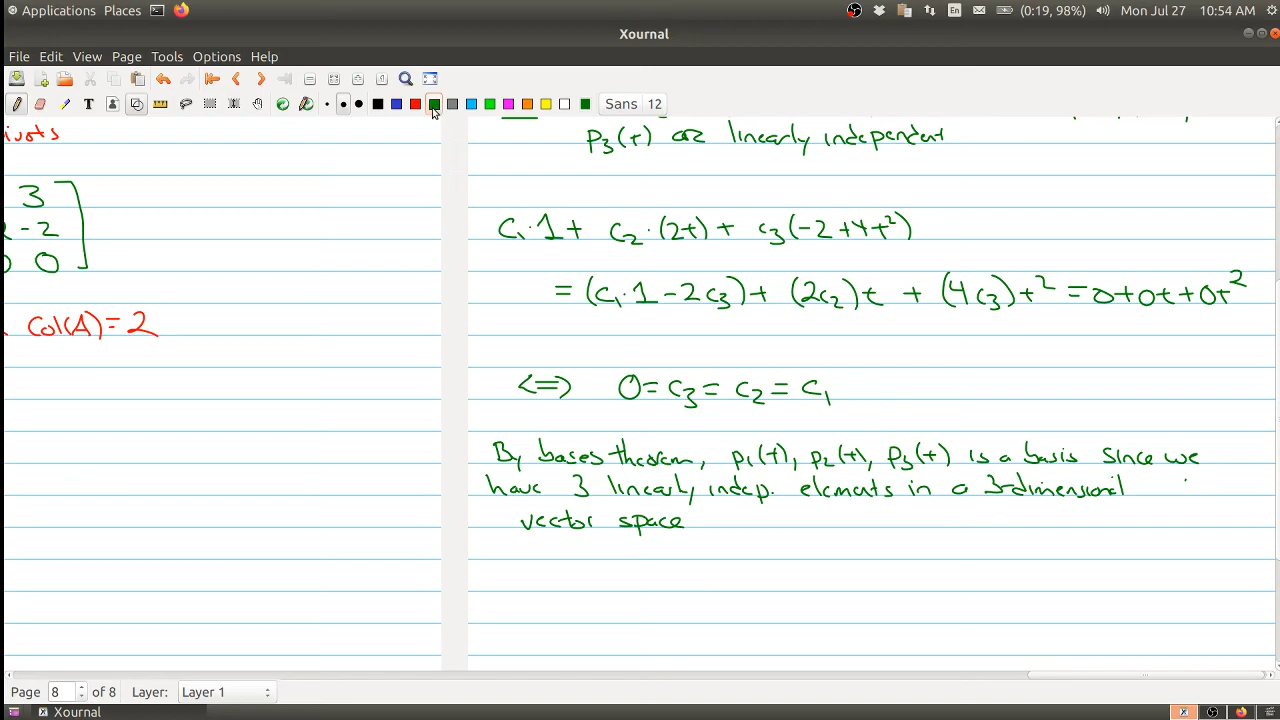 Applications Places en (0:19, 98%) Mon Jul 27 10:54 AM
Xournal
File Edit View Page Tools Options Help
Sans 12
ivots
3
-2
0
Col(A)=2
P3(t) are linearly independent
C1·1+ C2·(2t)+ C3(-2+4t²)
=(C1·1-2C3)+ (2C2)t + (4C3)t² =0+0t+0t²
<=> 0=C3=C2=C1
By bases theorem, p1(t), p2(t), p3(t) is a basis since we
have 3 linearly indep. elements in a 3-dimensional
vector space
Page 8 of 8 Layer: Layer 1
Xournal